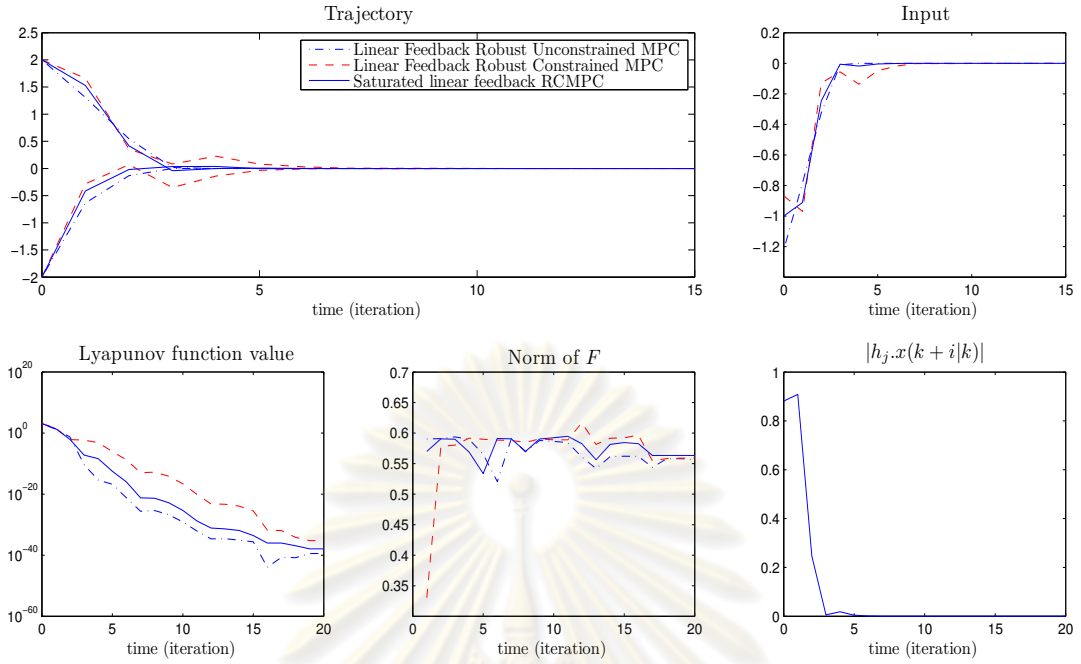 Trajectory
2.5
2
1.5
1
0.5
0
−0.5
−1
−1.5
−2
0 5 10 15
time (iteration)
Linear Feedback Robust Unconstrained MPC
Linear Feedback Robust Constrained MPC
Saturated linear feedback RCMPC
Input
0.2
0
−0.2
−0.4
−0.6
−0.8
−1
−1.2
0 5 10 15
time (iteration)
Lyapunov function value
10^20
10^0
10^−20
10^−40
10^−60
0 5 10 15 20
time (iteration)
Norm of F
0.7
0.65
0.6
0.55
0.5
0.45
0.4
0.35
0 5 10 15 20
time (iteration)
|h_j.x(k + i|k)|
1
0.8
0.6
0.4
0.2
0
0 5 10 15 20
time (iteration)